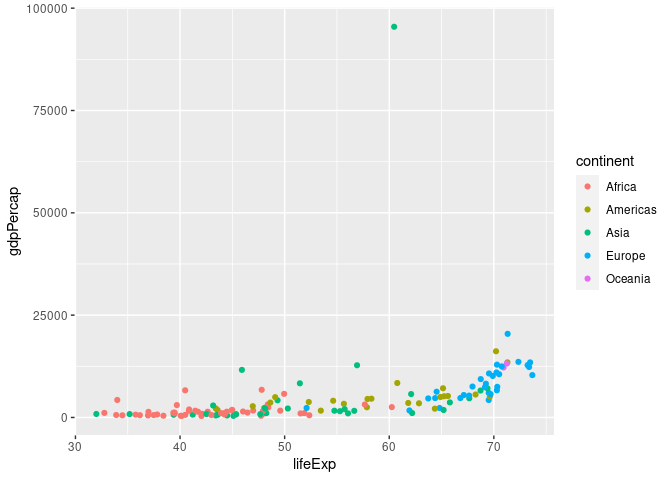 100000
75000
50000
25000
0
30 40 50 60 70
gdpPercap
lifeExp
continent
Africa
Americas
Asia
Europe
Oceania